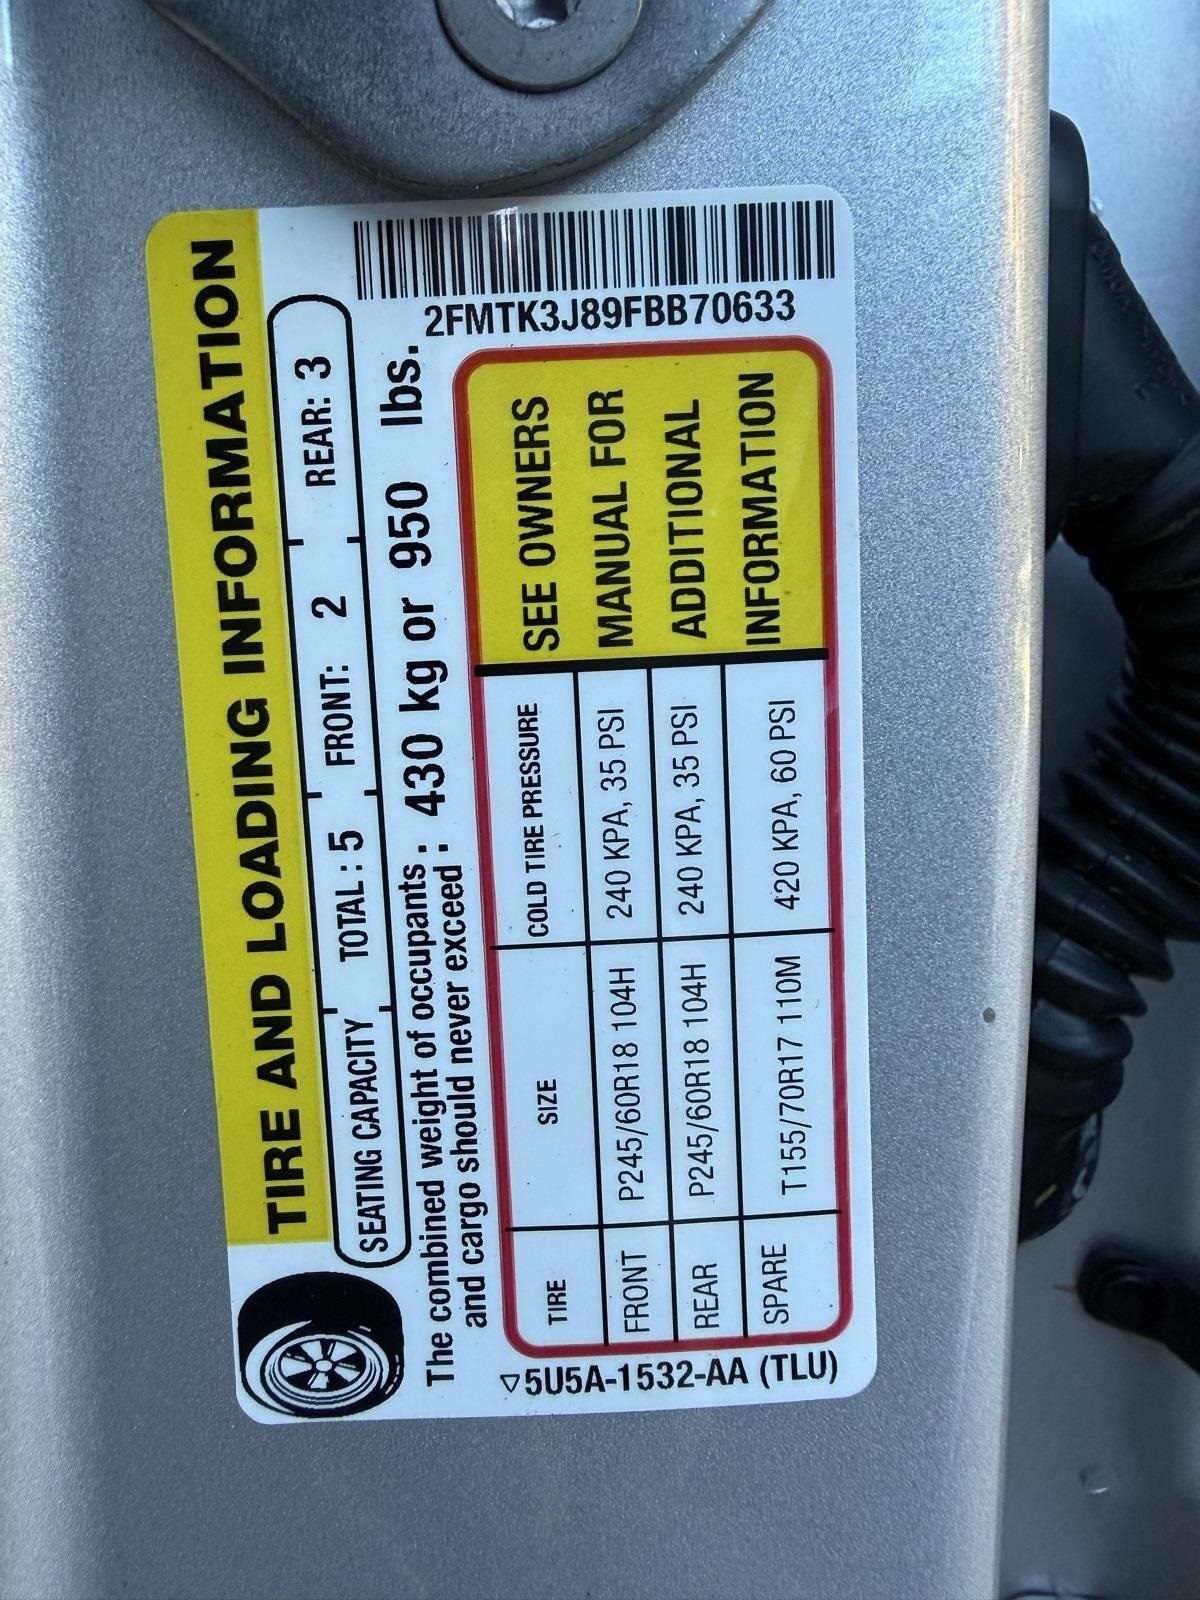 TIRE AND LOADING INFORMATION
SEATING CAPACITY TOTAL : 5 FRONT: 2 REAR: 3
The combined weight of occupants :
and cargo should never exceed : 430 kg or 950 lbs.
2FMTK3J89FBB70633
TIRE SIZE COLD TIRE PRESSURE
FRONT P245/60R18 104H 240 KPA, 35 PSI
REAR P245/60R18 104H 240 KPA, 35 PSI
SPARE T155/70R17 110M 420 KPA, 60 PSI
SEE OWNERS
MANUAL FOR
ADDITIONAL
INFORMATION
▽5U5A-1532-AA (TLU)